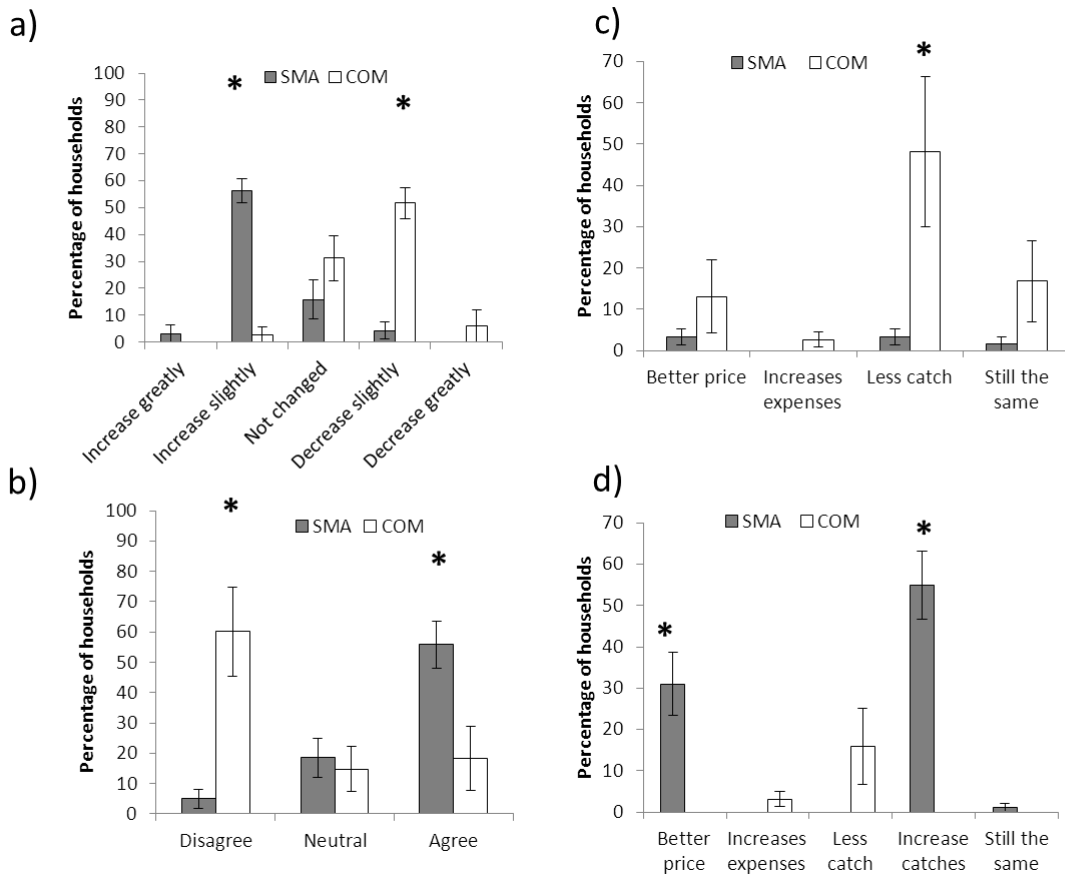 a)
SMA COM
*
*
Percentage of households
100
90
80
70
60
50
40
30
20
10
0
Increase greatly
Increase slightly
Not changed
Decrease slightly
Decrease greatly
c)
SMA COM
*
Percentage of households
70
60
50
40
30
20
10
0
Better price
Increases
expenses
Less catch
Still the
same
b)
SMA COM
*
*
Percentage of households
100
90
80
70
60
50
40
30
20
10
0
Disagree
Neutral
Agree
d)
SMA COM
*
*
Percentage of households
70
60
50
40
30
20
10
0
Better
price
Increases
expenses
Less
catch
Increase
catches
Still the
same